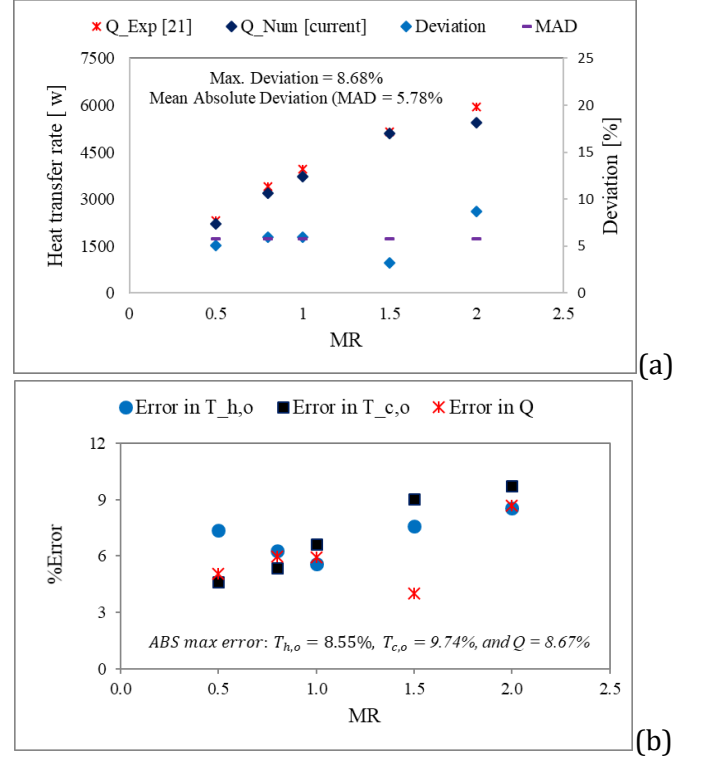 Q_Exp [21] Q_Num [current] Deviation MAD
7500 25
Max. Deviation = 8.68%
Mean Absolute Deviation (MAD = 5.78%
6000 20
4500 15
3000 10
1500 5
0 0
Heat transfer rate [ w]
Deviation [%]
0 0.5 1 1.5 2 2.5
MR
(a)
Error in T_h,o Error in T_c,o Error in Q
12
9
6
3
0
%Error
ABS max error: T_{h,o} = 8.55%, T_{c,o} = 9.74%, and Q = 8.67%
0.0 0.5 1.0 1.5 2.0 2.5
MR
(b)